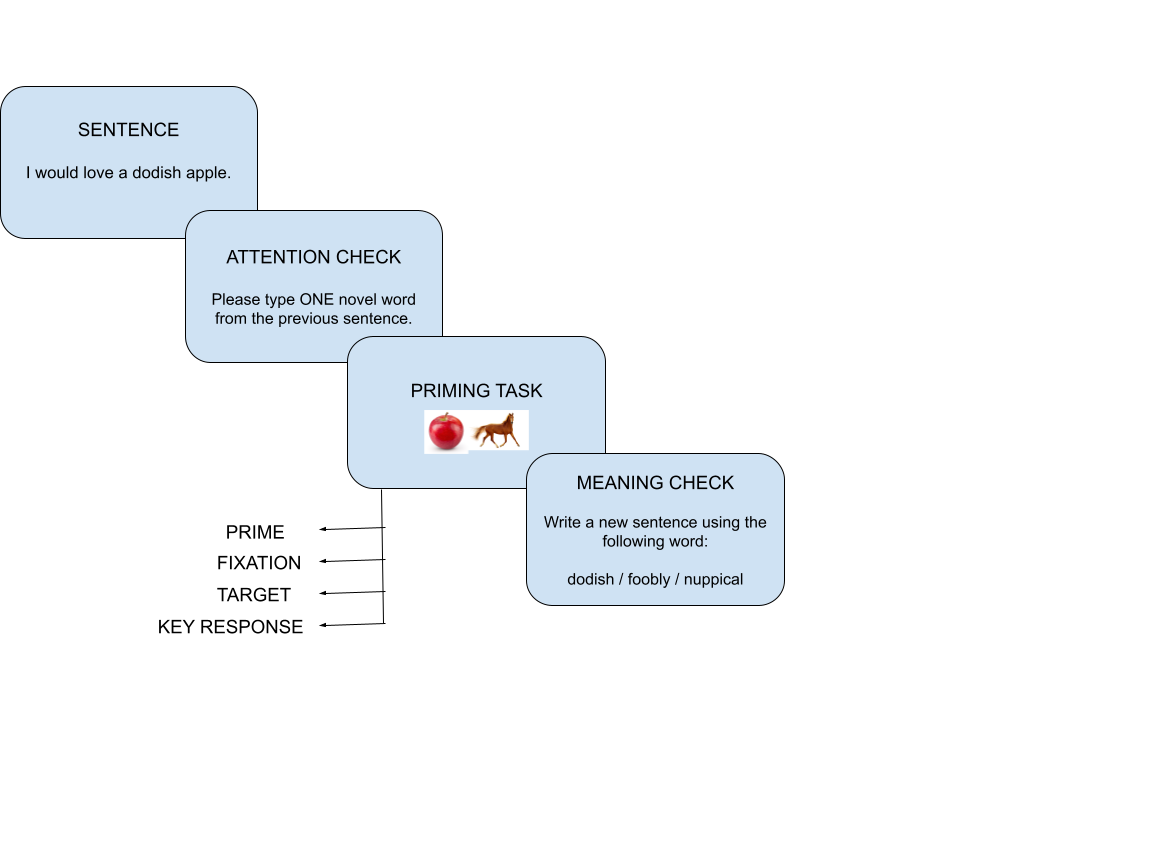 SENTENCE
I would love a dodish apple.
ATTENTION CHECK
Please type ONE novel word
from the previous sentence.
PRIMING TASK
MEANING CHECK
Write a new sentence using the
following word:
dodish / foobly / nuppical
PRIME
FIXATION
TARGET
KEY RESPONSE